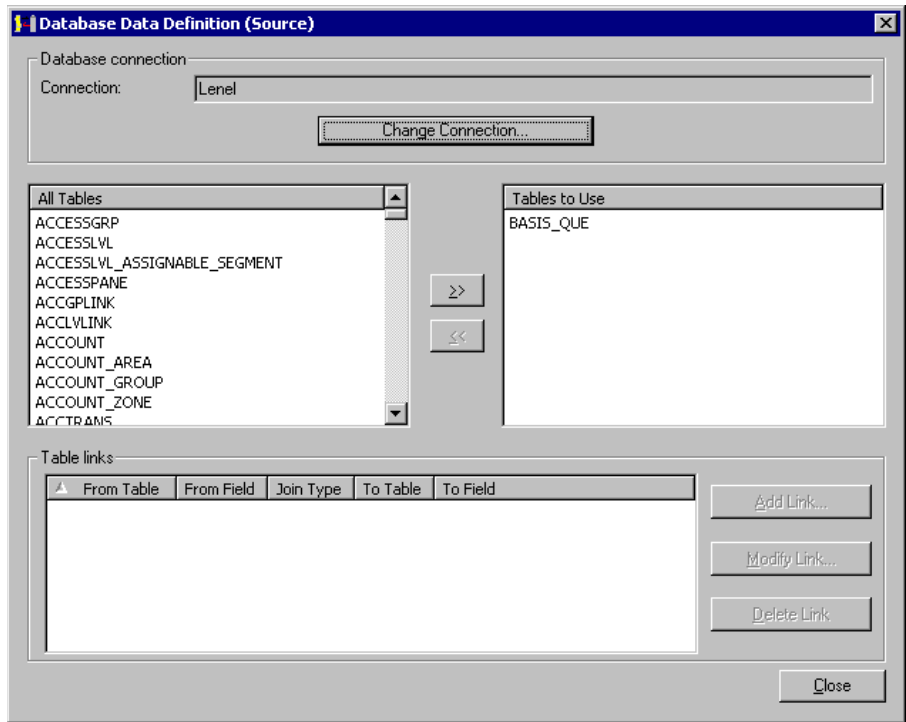 Database Data Definition (Source)
Database connection
Connection:
Lenel
Change Connection...
All Tables
ACCESSGRP
ACCESSLVL
ACCESSLVL_ASSIGNABLE_SEGMENT
ACCESSPANE
ACCGPLINK
ACCLVLINK
ACCOUNT
ACCOUNT_AREA
ACCOUNT_GROUP
ACCOUNT_ZONE
ACCTRANS
>>
<<
Tables to Use
BASIS_QUE
Table links
From Table From Field Join Type To Table To Field
Add Link...
Modify Link...
Delete Link
Close